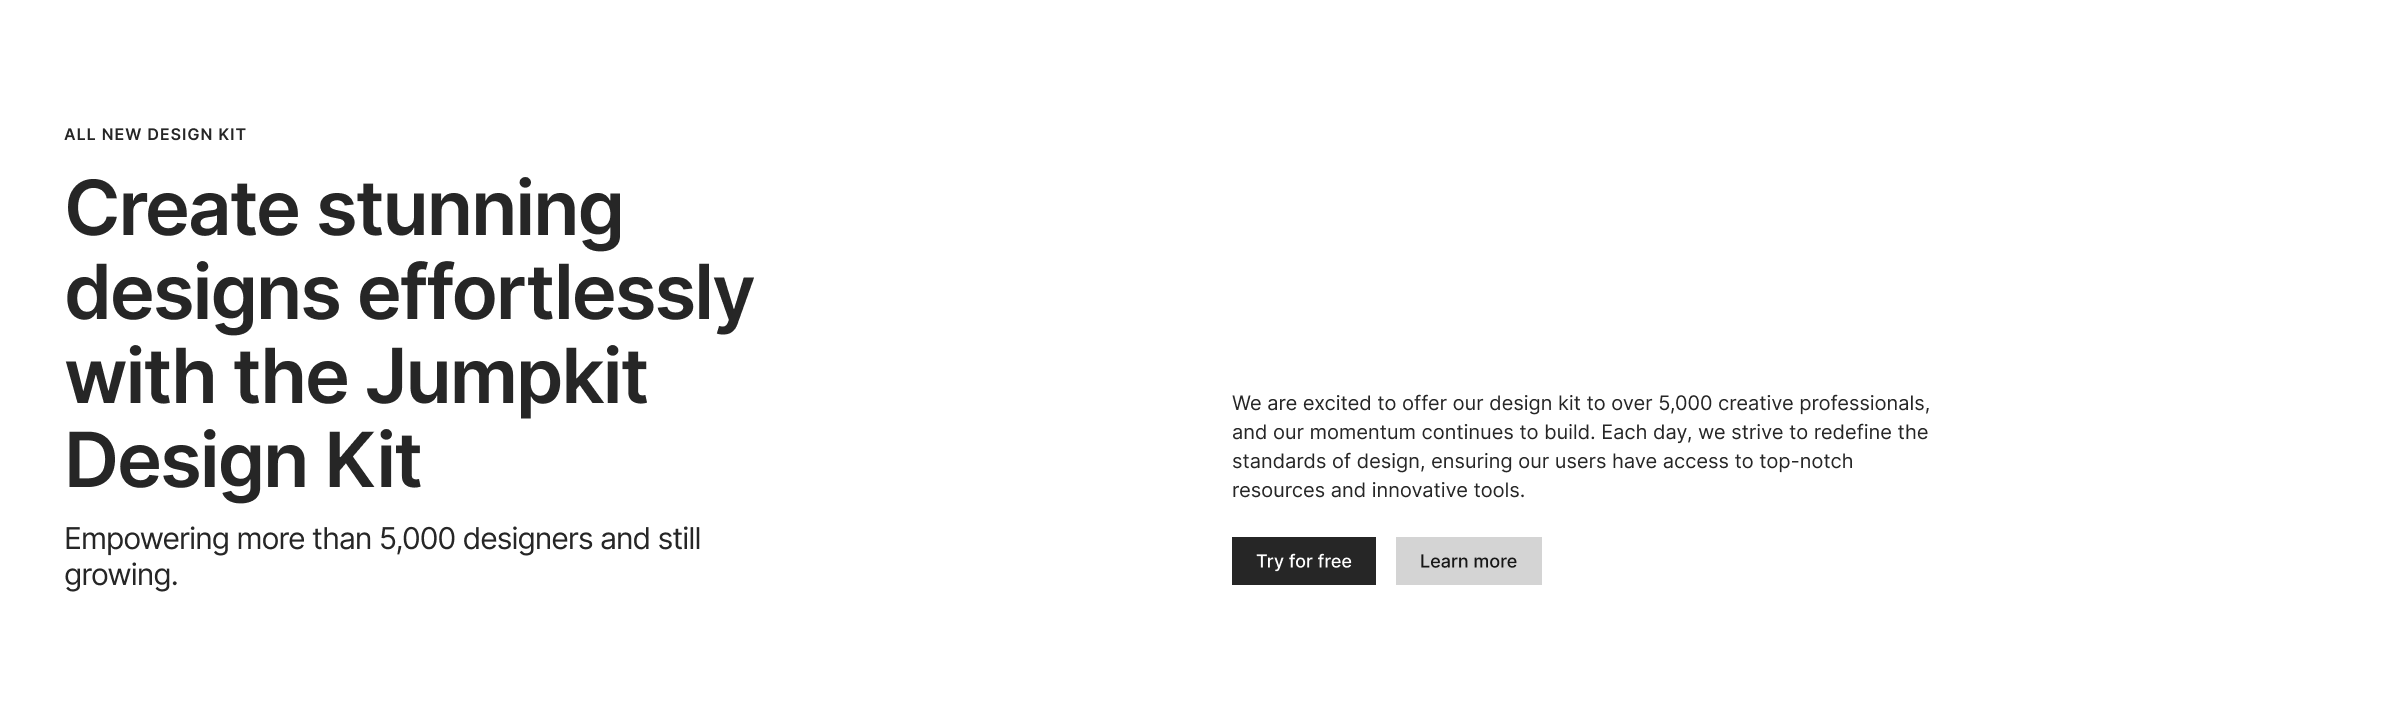 ALL NEW DESIGN KIT
Create stunning
designs effortlessly
with the Jumpkit
Design Kit
Empowering more than 5,000 designers and still
growing.
We are excited to offer our design kit to over 5,000 creative professionals,
and our momentum continues to build. Each day, we strive to redefine the
standards of design, ensuring our users have access to top-notch
resources and innovative tools.
Try for free
Learn more